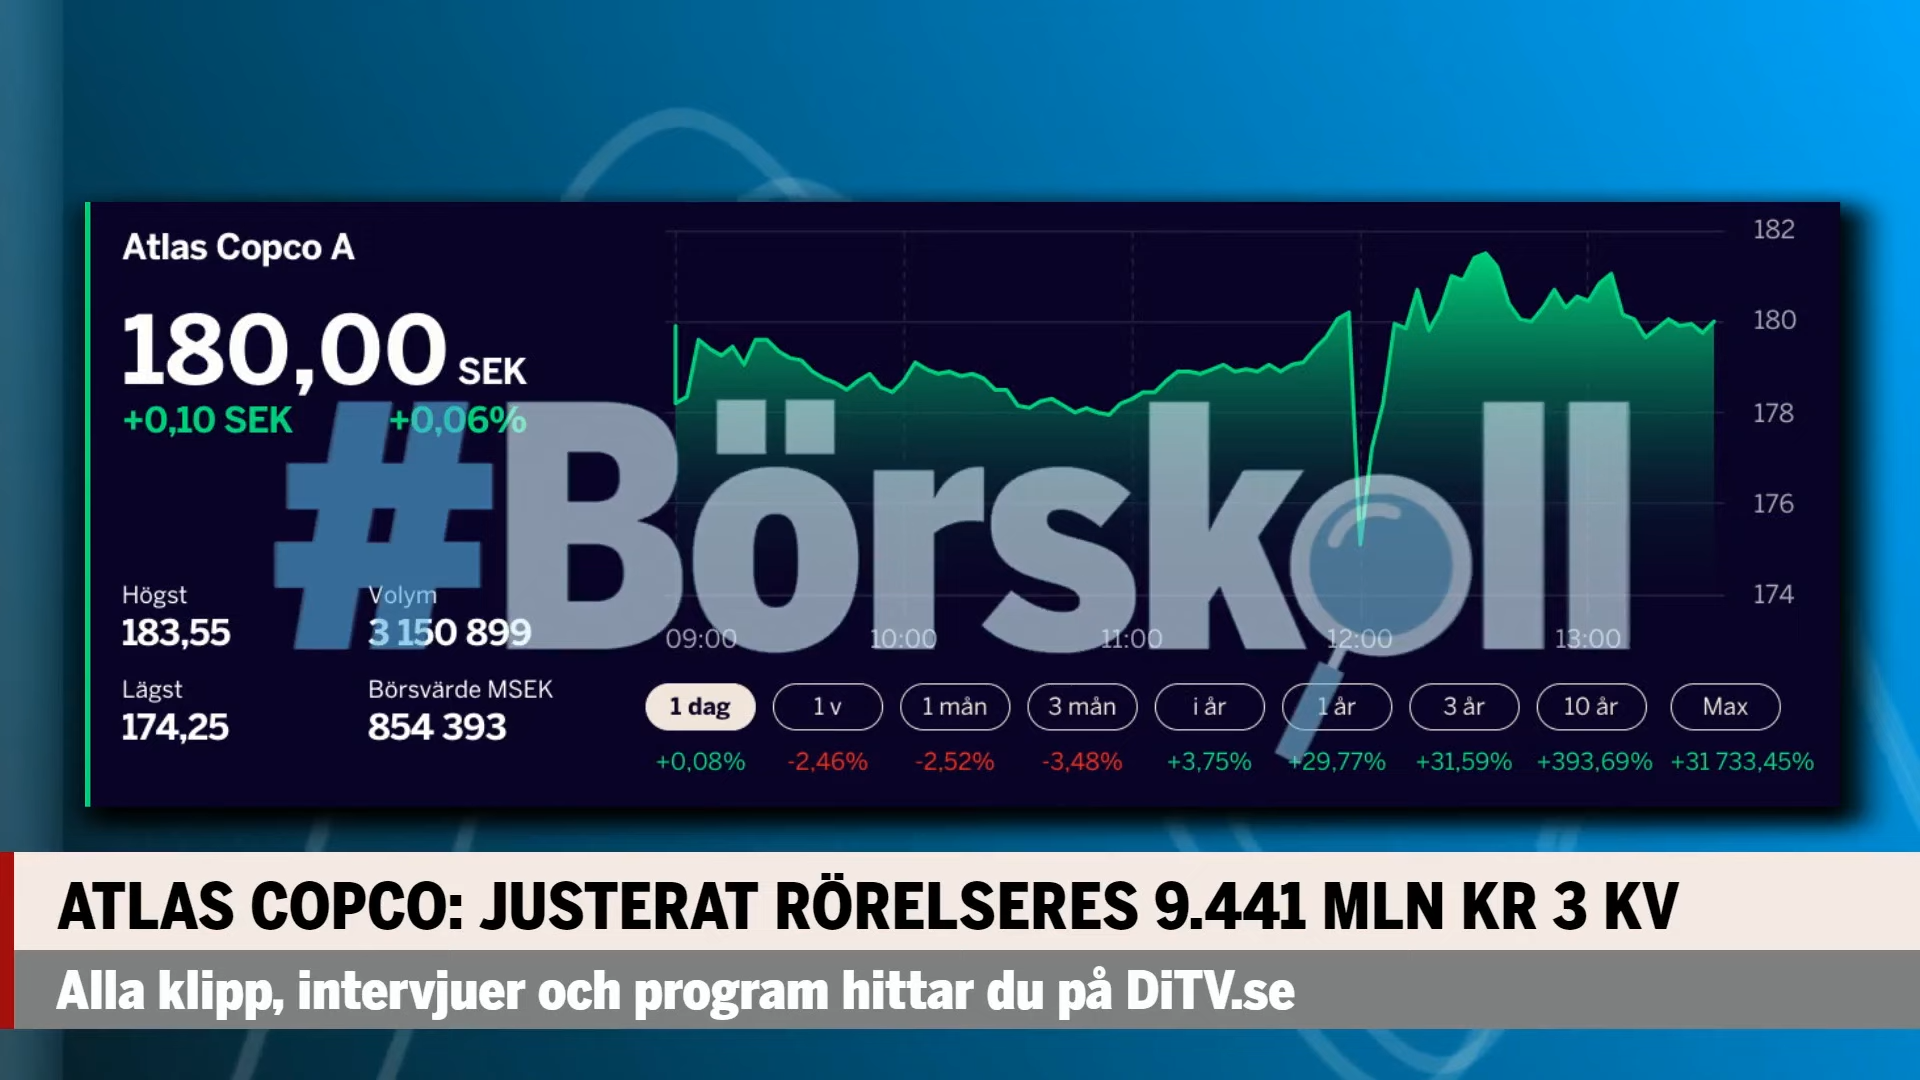 Atlas Copco A
180,00 SEK
+0,10 SEK +0,06%
Högst Volym
183,55 3 150 899
Lägst Börsvärde MSEK
174,25 854 393
182
180
178
176
174
09:00 10:00 11:00 12:00 13:00
1 dag 1 v 1 mån 3 mån i år 1 år 3 år 10 år Max
+0,08% -2,46% -2,52% -3,48% +3,75% +29,77% +31,59% +393,69% +31 733,45%
#Börskoll
ATLAS COPCO: JUSTERAT RÖRELSERES 9.441 MLN KR 3 KV
Alla klipp, intervjuer och program hittar du på DiTV.se